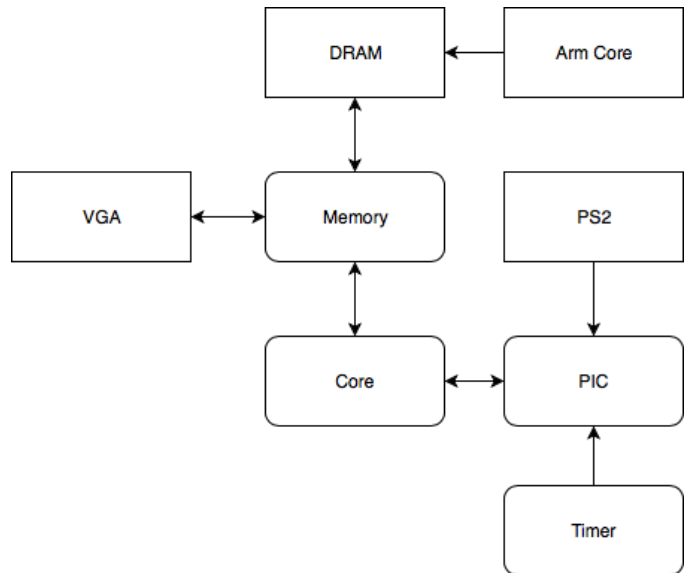 DRAM
Arm Core
VGA
Memory
PS2
Core
PIC
Timer